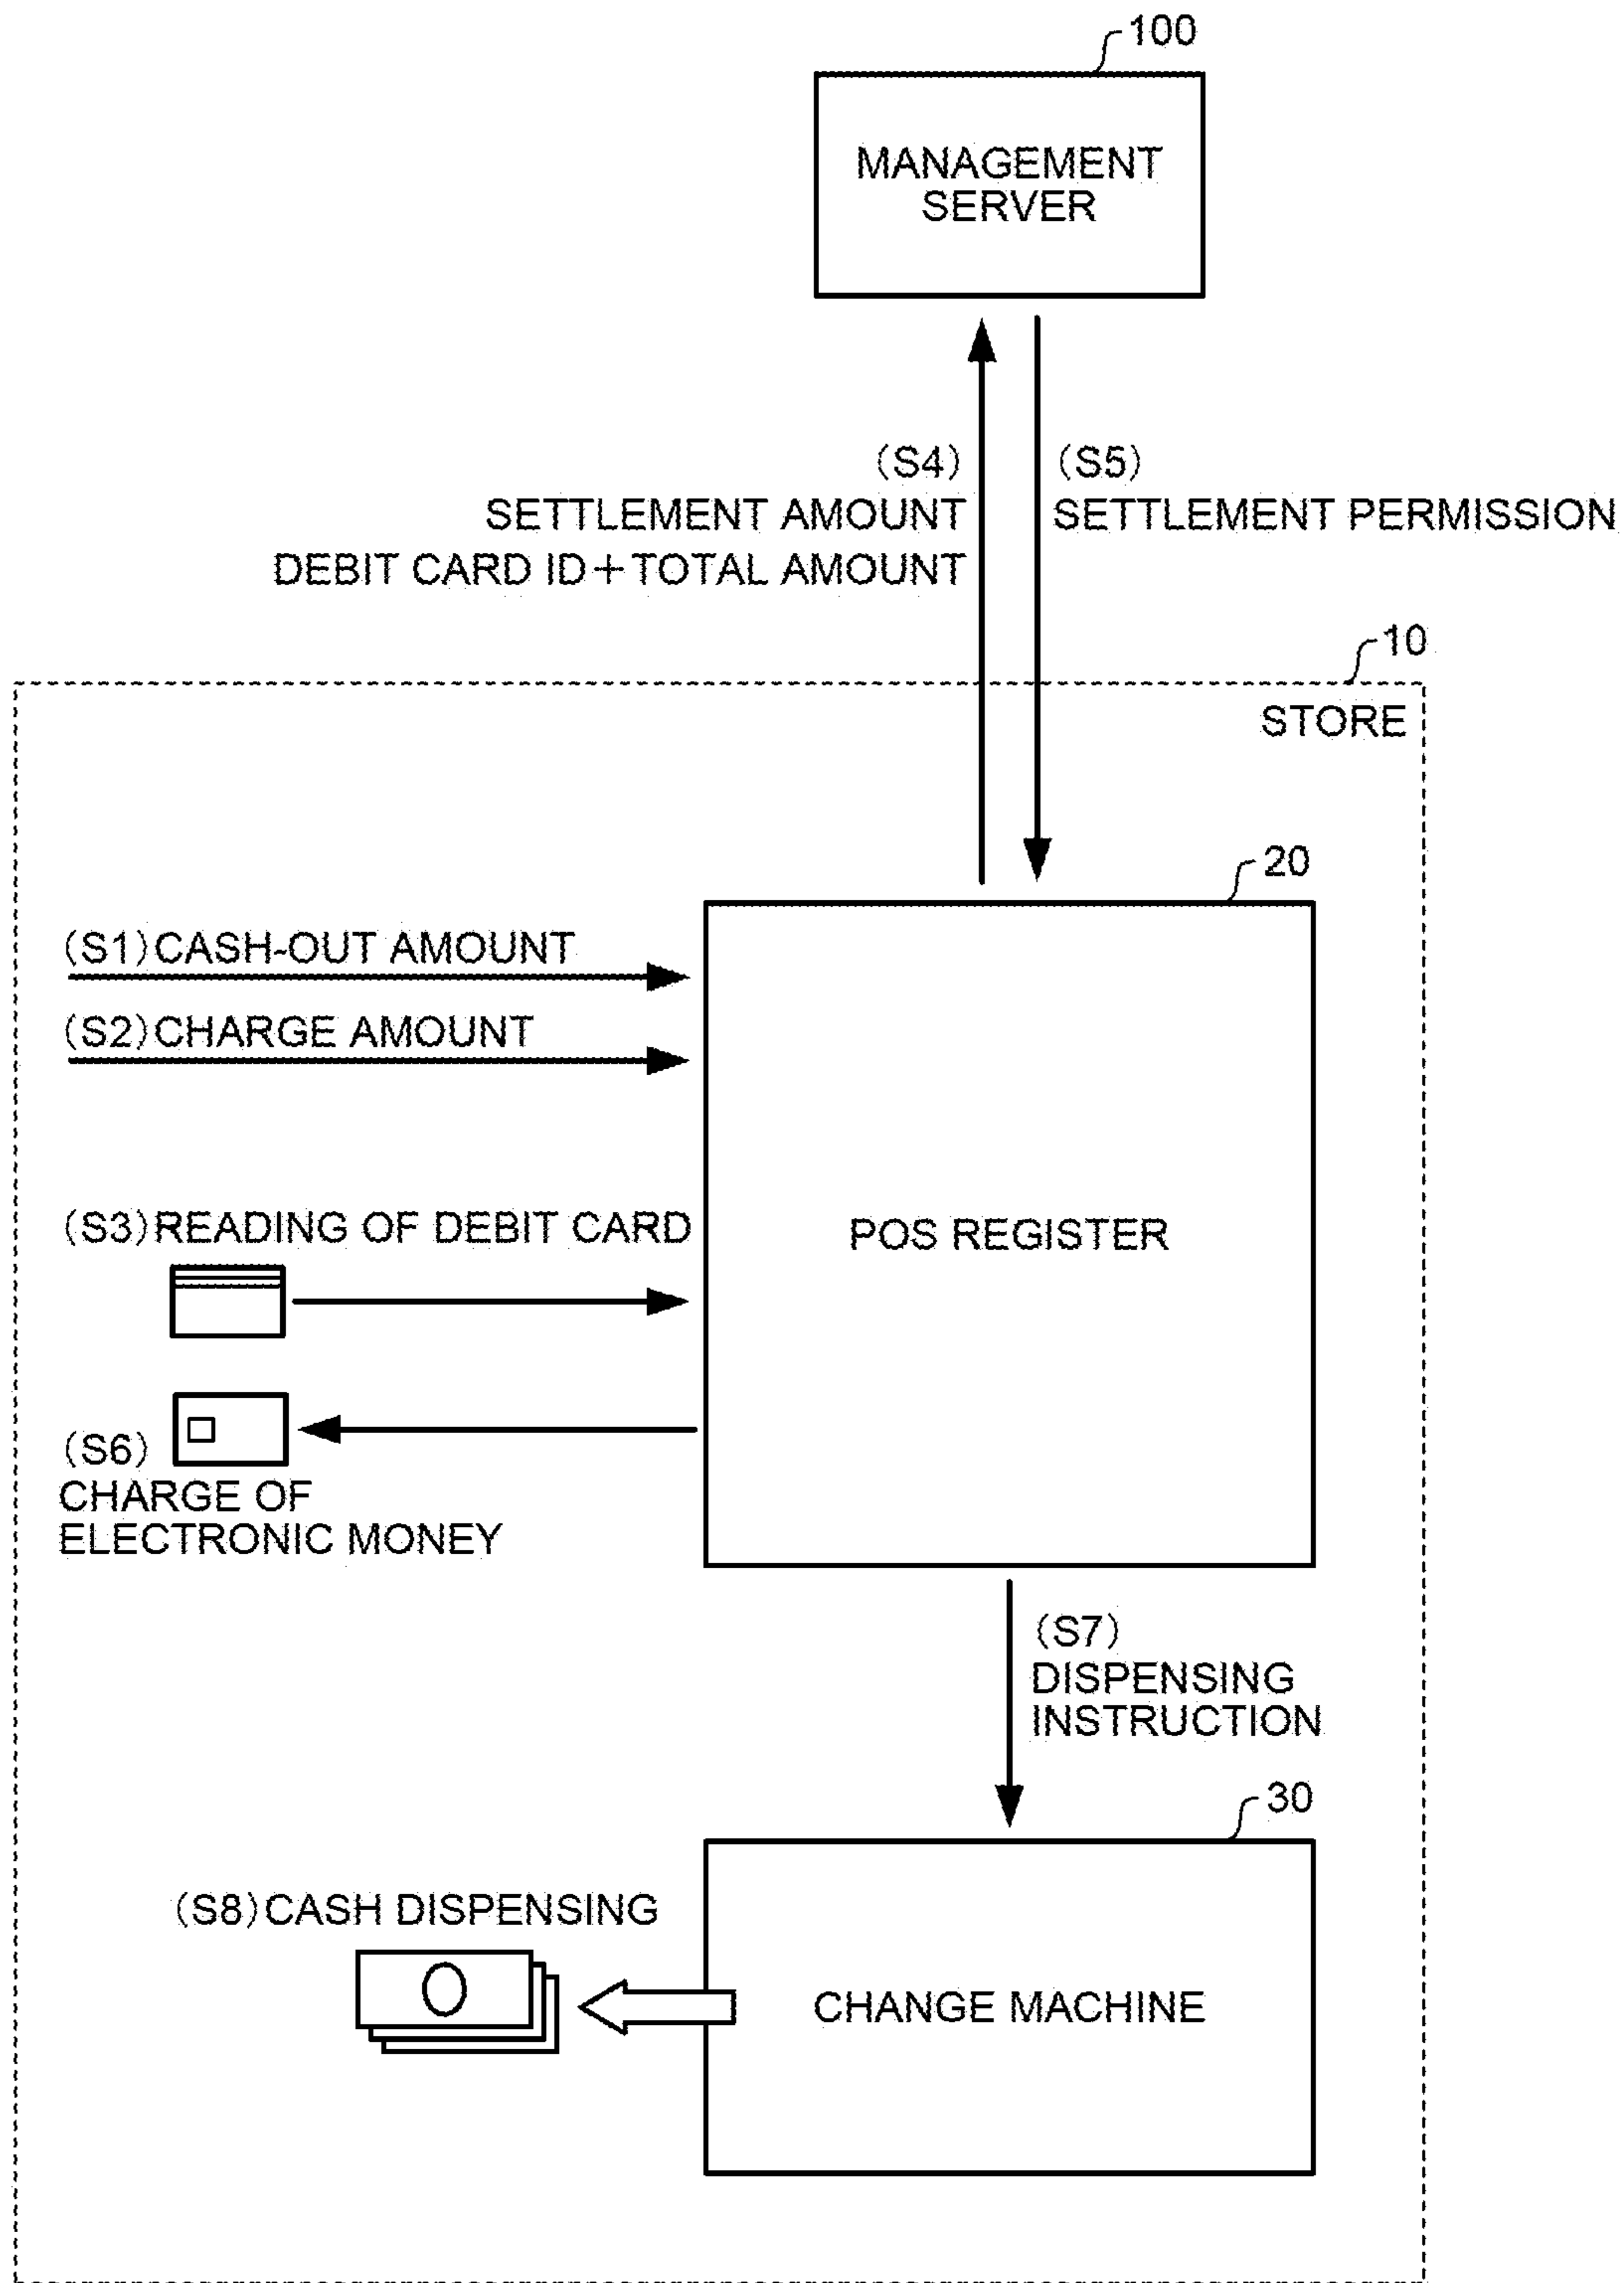 100
MANAGEMENT
SERVER
(S4)
SETTLEMENT AMOUNT
DEBIT CARD ID+TOTAL AMOUNT
(S5)
SETTLEMENT PERMISSION
10
STORE
20
(S1)CASH-OUT AMOUNT
(S2)CHARGE AMOUNT
(S3)READING OF DEBIT CARD
POS REGISTER
(S6)
CHARGE OF
ELECTRONIC MONEY
(S7)
DISPENSING
INSTRUCTION
30
(S8)CASH DISPENSING
CHANGE MACHINE